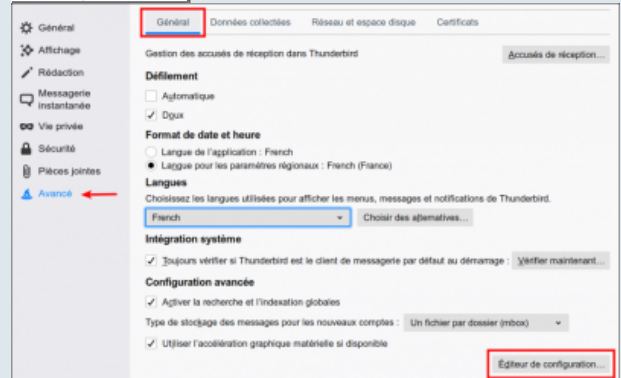 Général
Affichage
Rédaction
Messagerie
instantanée
Vie privée
Sécurité
Pièces jointes
Avancé
Général Données collectées Réseau et espace disque Certificats
Gestion des accusés de réception dans Thunderbird Accusés de réception...
Défilement
Automatique
Doux
Format de date et heure
Langue de l'application : French
Langue pour les paramètres régionaux : French (France)
Langues
Choisissez les langues utilisées pour afficher les menus, messages et notifications de Thunderbird.
French Choisir des alternatives...
Intégration système
Toujours vérifier si Thunderbird est le client de messagerie par défaut au démarrage : Vérifier maintenant...
Configuration avancée
Activer la recherche et l'indexation globales
Type de stockage des messages pour les nouveaux comptes : Un fichier par dossier (mbox)
Utiliser l'accélération graphique matérielle si disponible
Éditeur de configuration...